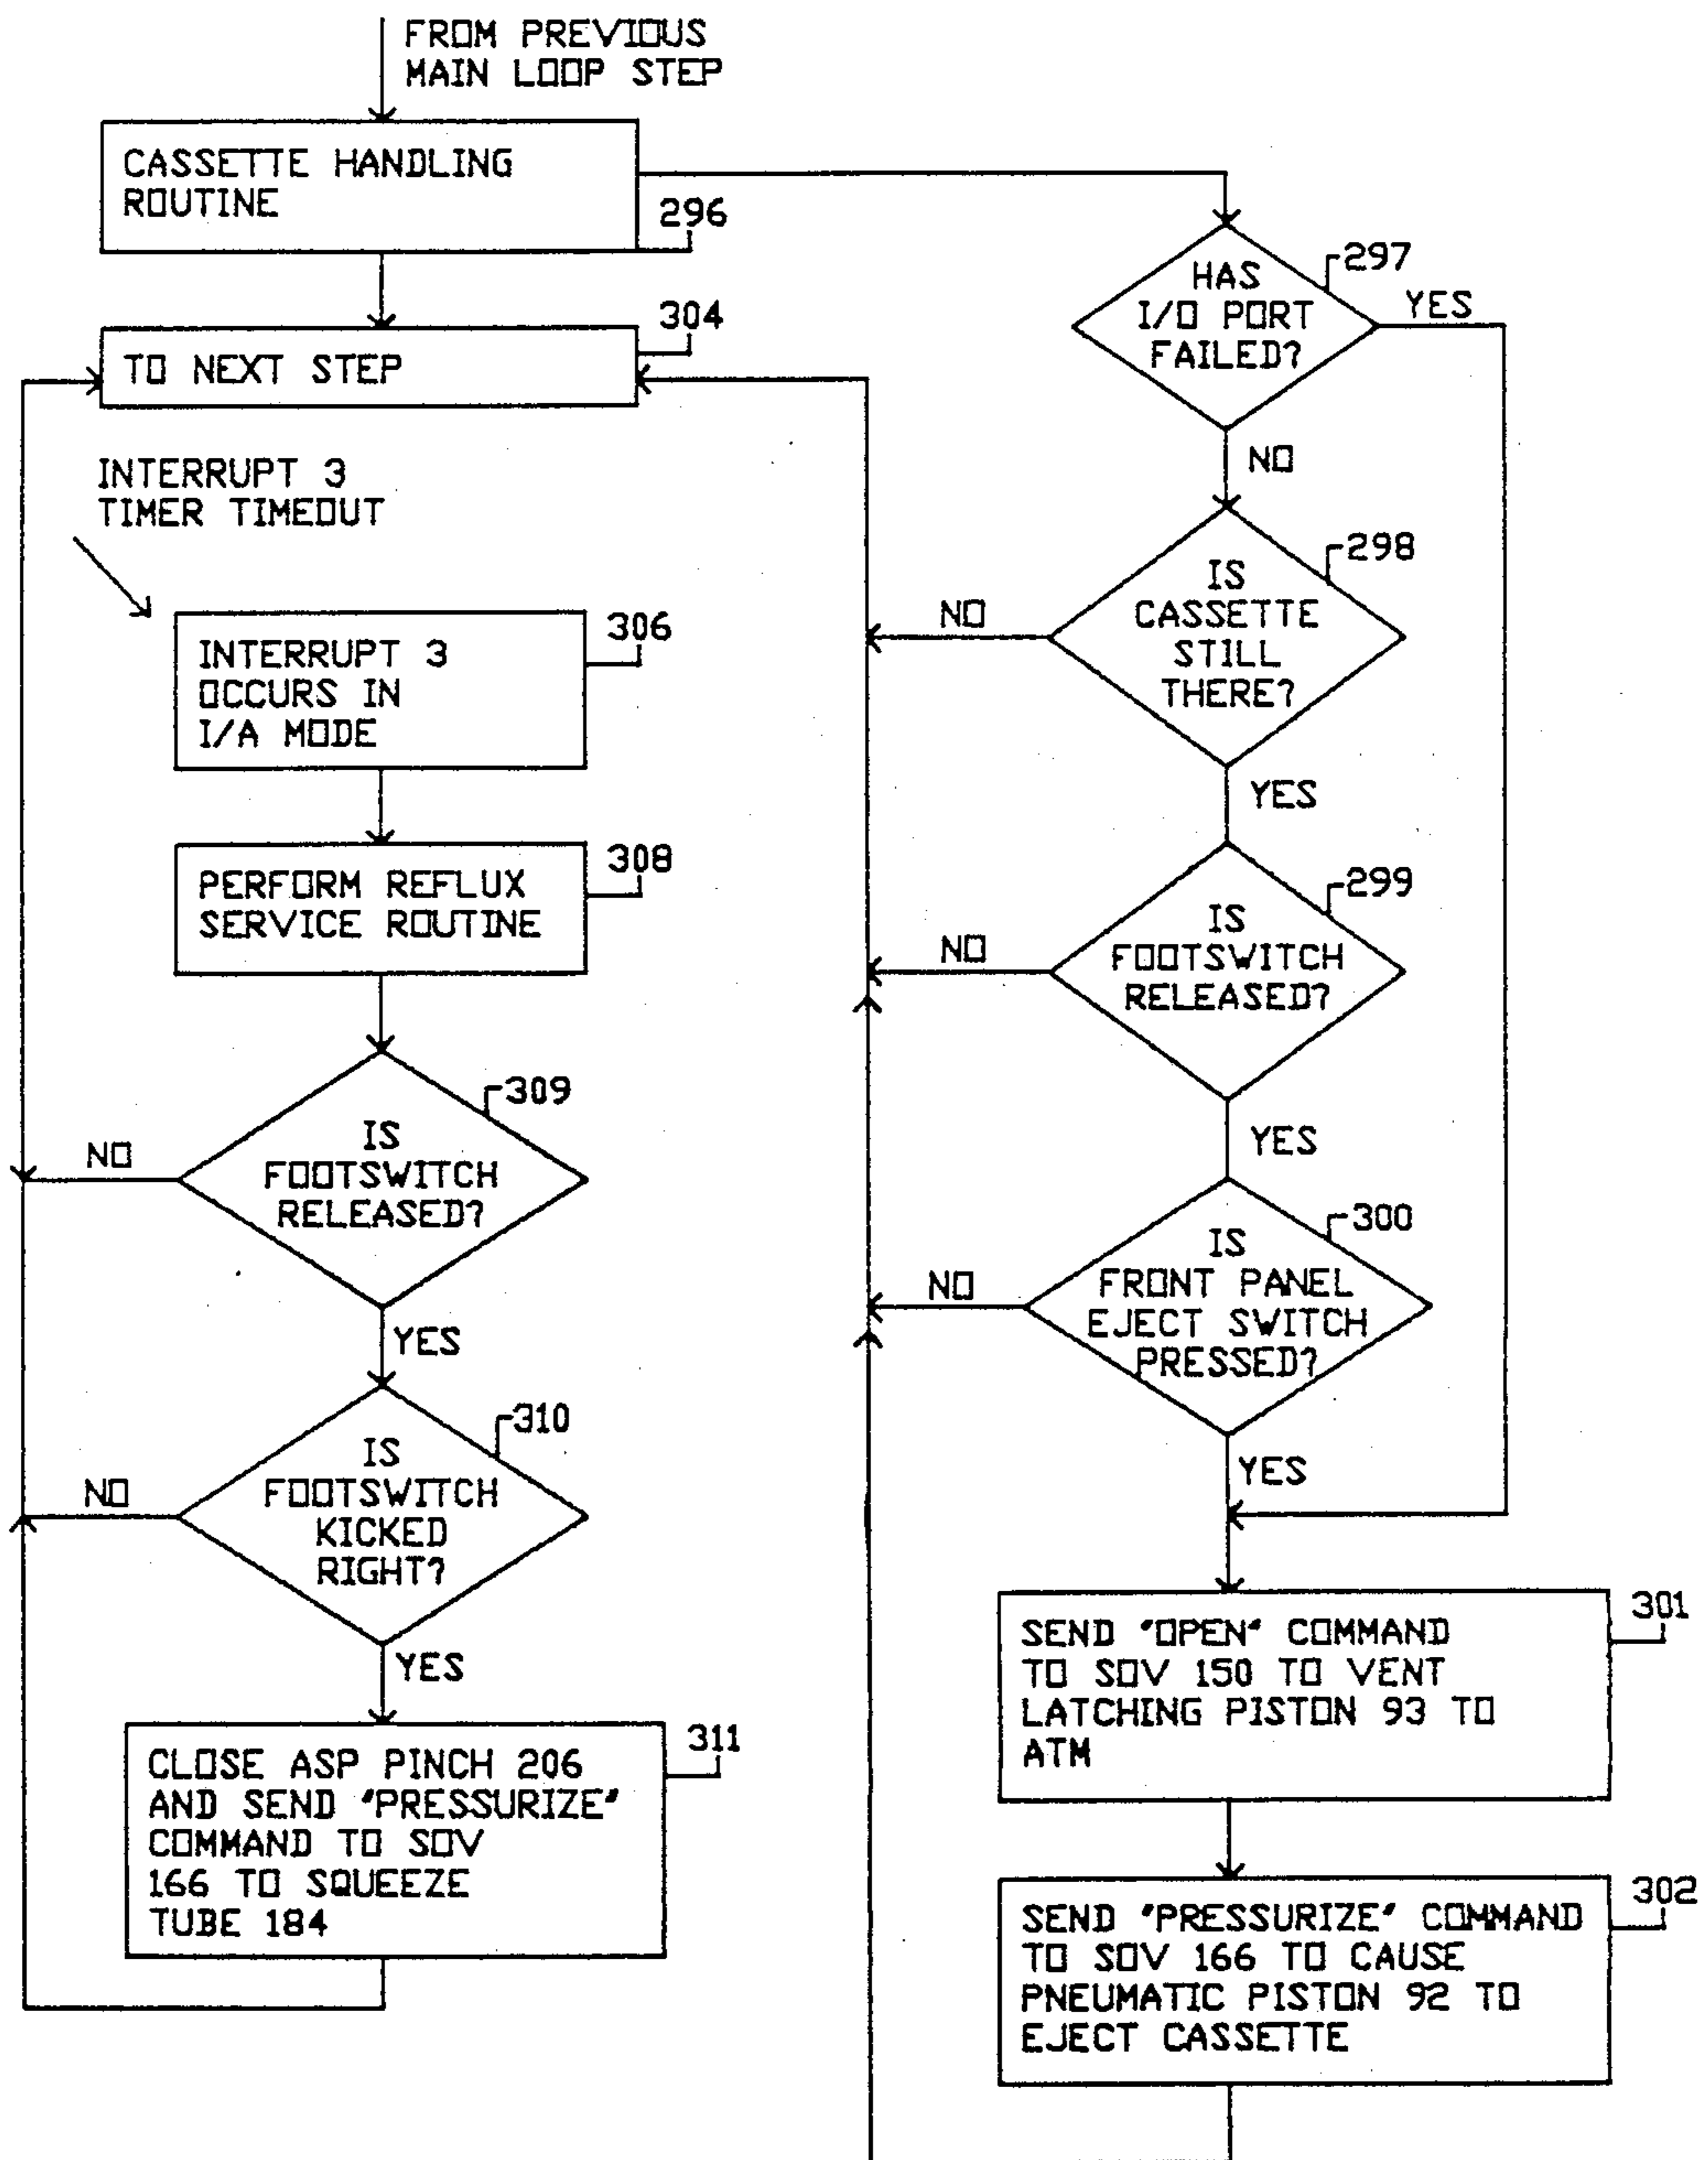 FROM PREVIOUS
MAIN LOOP STEP
CASSETTE HANDLING
ROUTINE
296
304
TO NEXT STEP
INTERRUPT 3
TIMER TIMEOUT
306
INTERRUPT 3
OCCURS IN
I/A MODE
308
PERFORM REFLUX
SERVICE ROUTINE
309
IS
FOOTSWITCH
RELEASED?
NO
YES
310
IS
FOOTSWITCH
KICKED
RIGHT?
NO
YES
311
CLOSE ASP PINCH 206
AND SEND "PRESSURIZE"
COMMAND TO SOV
166 TO SQUEEZE
TUBE 184
297
HAS
I/O PORT
FAILED?
YES
NO
298
IS
CASSETTE
STILL
THERE?
NO
YES
299
IS
FOOTSWITCH
RELEASED?
NO
YES
300
IS
FRONT PANEL
EJECT SWITCH
PRESSED?
NO
YES
301
SEND "OPEN" COMMAND
TO SOV 150 TO VENT
LATCHING PISTON 93 TO
ATM
302
SEND "PRESSURIZE" COMMAND
TO SOV 166 TO CAUSE
PNEUMATIC PISTON 92 TO
EJECT CASSETTE